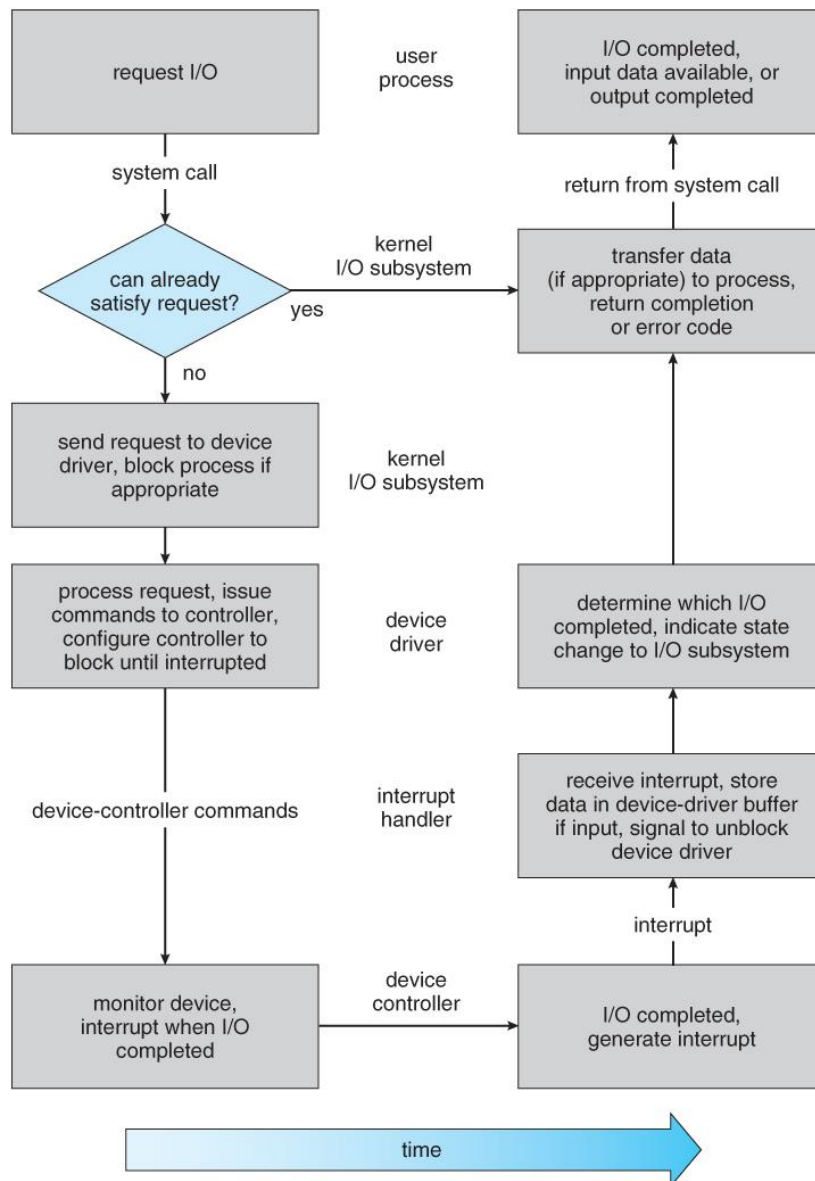 request I/O
user
process
I/O completed,
input data available, or
output completed
system call
return from system call
can already
satisfy request?
kernel
I/O subsystem
yes
transfer data
(if appropriate) to process,
return completion
or error code
no
send request to device
driver, block process if
appropriate
kernel
I/O subsystem
process request, issue
commands to controller,
configure controller to
block until interrupted
device
driver
determine which I/O
completed, indicate state
change to I/O subsystem
device-controller commands
interrupt
handler
receive interrupt, store
data in device-driver buffer
if input, signal to unblock
device driver
interrupt
monitor device,
interrupt when I/O
completed
device
controller
I/O completed,
generate interrupt
time